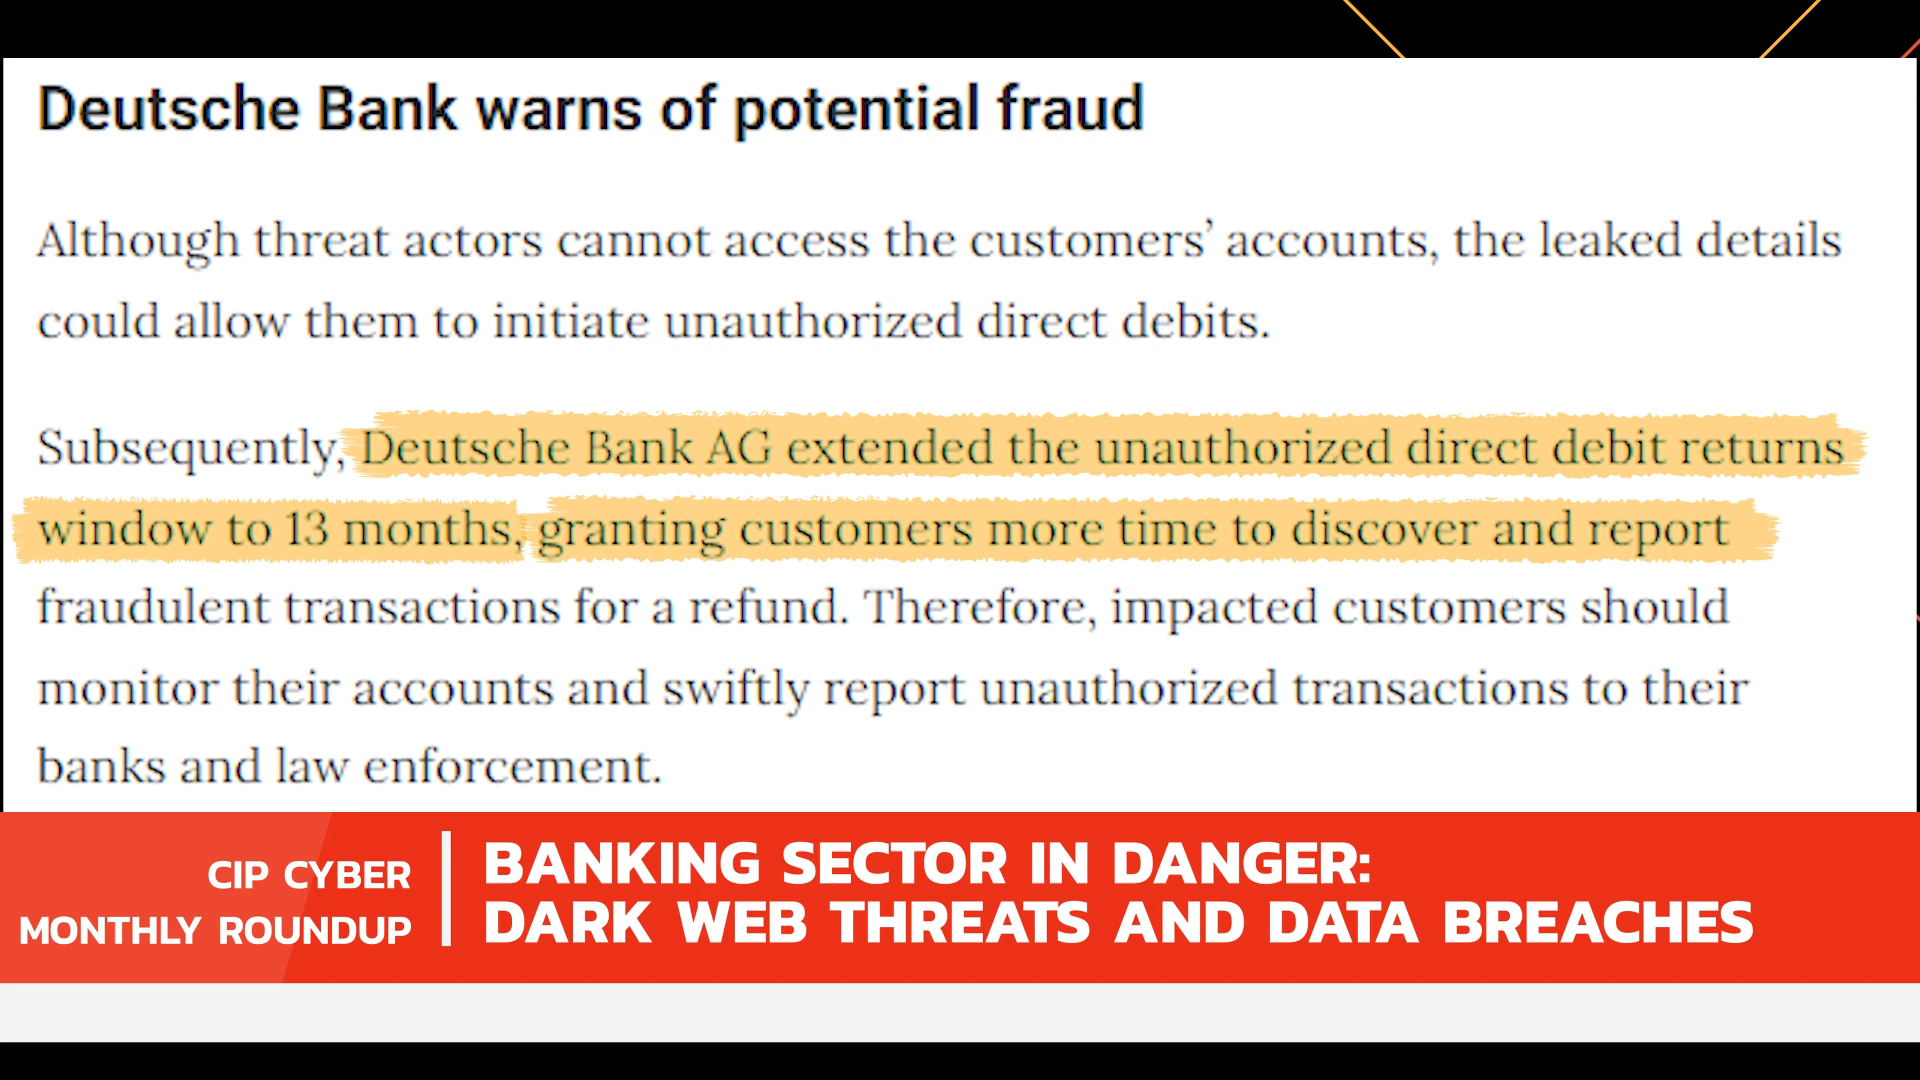 Deutsche Bank warns of potential fraud
Although threat actors cannot access the customers’ accounts, the leaked details
could allow them to initiate unauthorized direct debits.
Subsequently, Deutsche Bank AG extended the unauthorized direct debit returns
window to 13 months, granting customers more time to discover and report
fraudulent transactions for a refund. Therefore, impacted customers should
monitor their accounts and swiftly report unauthorized transactions to their
banks and law enforcement.
CIP CYBER
MONTHLY ROUNDUP
BANKING SECTOR IN DANGER:
DARK WEB THREATS AND DATA BREACHES